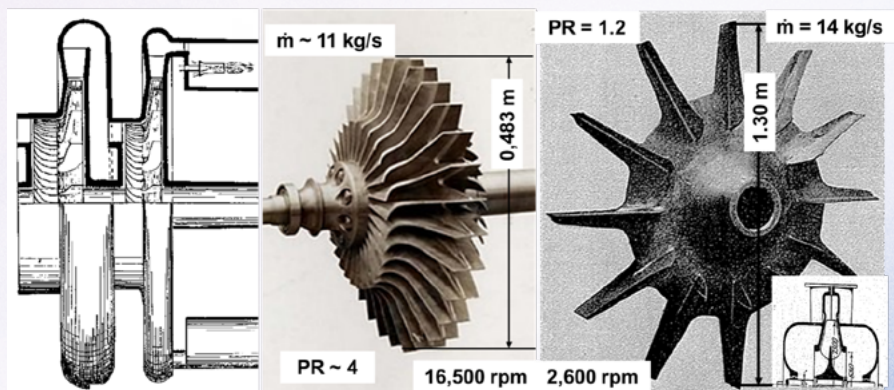 ṁ ~ 11 kg/s
0,483 m
PR ~ 4
16,500 rpm
PR = 1.2
ṁ = 14 kg/s
1.30 m
2,600 rpm